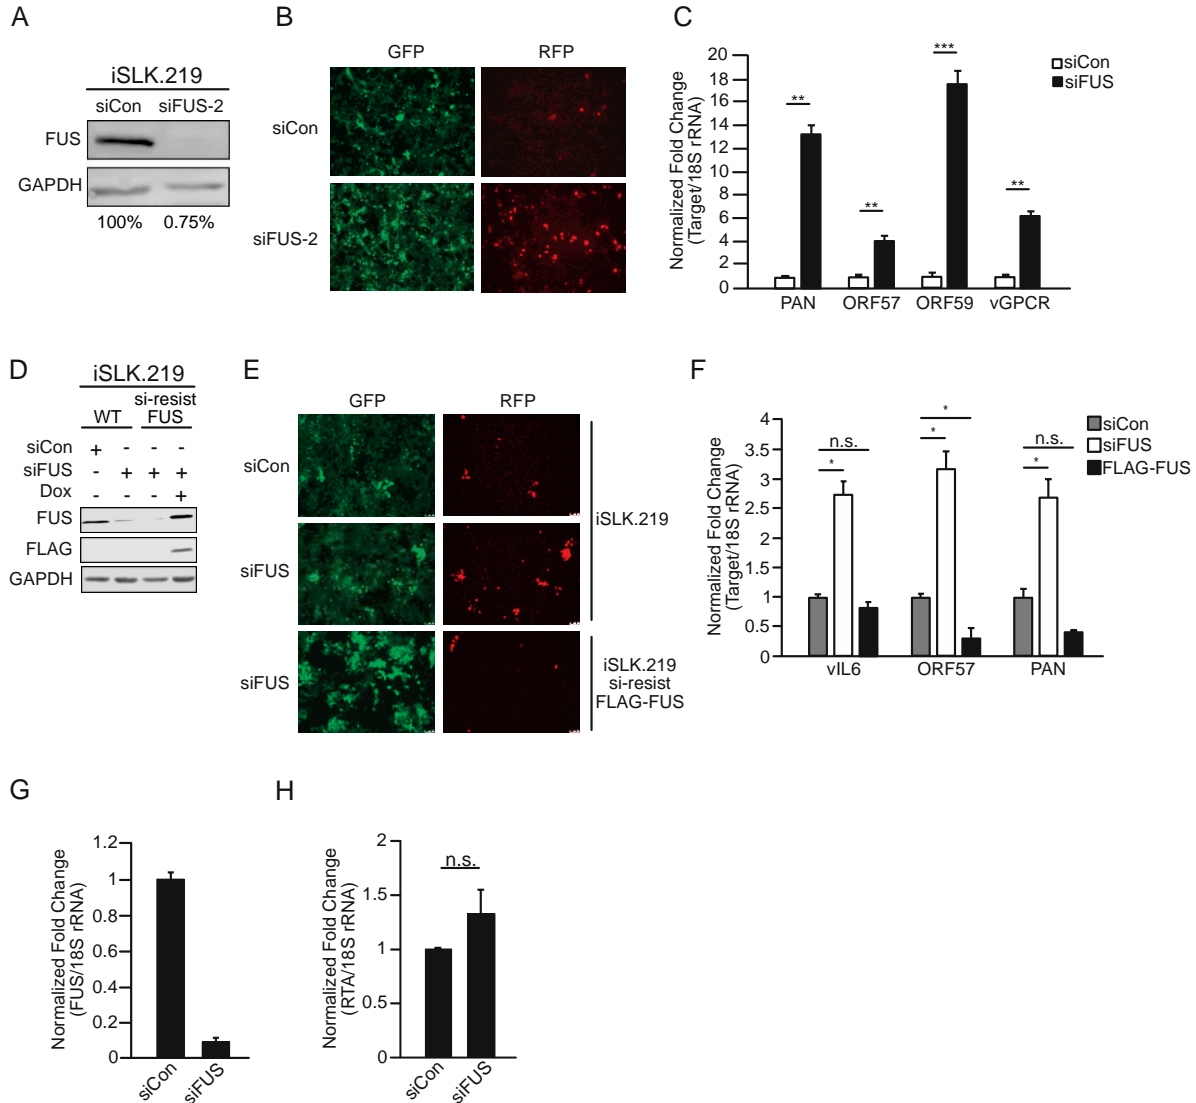 A
iSLK.219
siCon siFUS-2
FUS
GAPDH
100% 0.75%
B
GFP RFP
siCon
siFUS-2
C
Normalized Fold Change
(Target/18S rRNA)
20
18
16
14
12
10
8
6
4
2
0
** ** *** **
siCon
siFUS
PAN ORF57 ORF59 vGPCR
D
iSLK.219
si-resist
WT FUS
siCon + - - -
siFUS - + + +
Dox - - - +
FUS
FLAG
GAPDH
E
GFP RFP
siCon
siFUS
iSLK.219
siFUS
iSLK.219
si-resist
FLAG-FUS
F
Normalized Fold Change
(Target/18S rRNA)
4
3.5
3
2.5
2
1
0.5
0
n.s. * * * n.s. *
siCon
siFUS
FLAG-FUS
vIL6 ORF57 PAN
G
Normalized Fold Change
(FUS/18S rRNA)
1.2
1
0.8
0.6
0.4
0.2
0
siCon siFUS
H
Normalized Fold Change
(RTA/18S rRNA)
2
1.5
1
0.5
0
n.s.
siCon siFUS